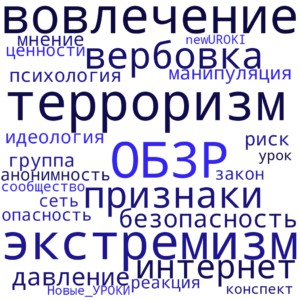 вовлечение
мнение newUROKI
ценности вербовка
психология манипуляция
терроризм
идеология риск
группа ОБЗР урок
анонимность закон
сообщество сеть признаки
опасность безопасность
экстремизм
давление интернет
Новые_УРОКИ реакция конспект